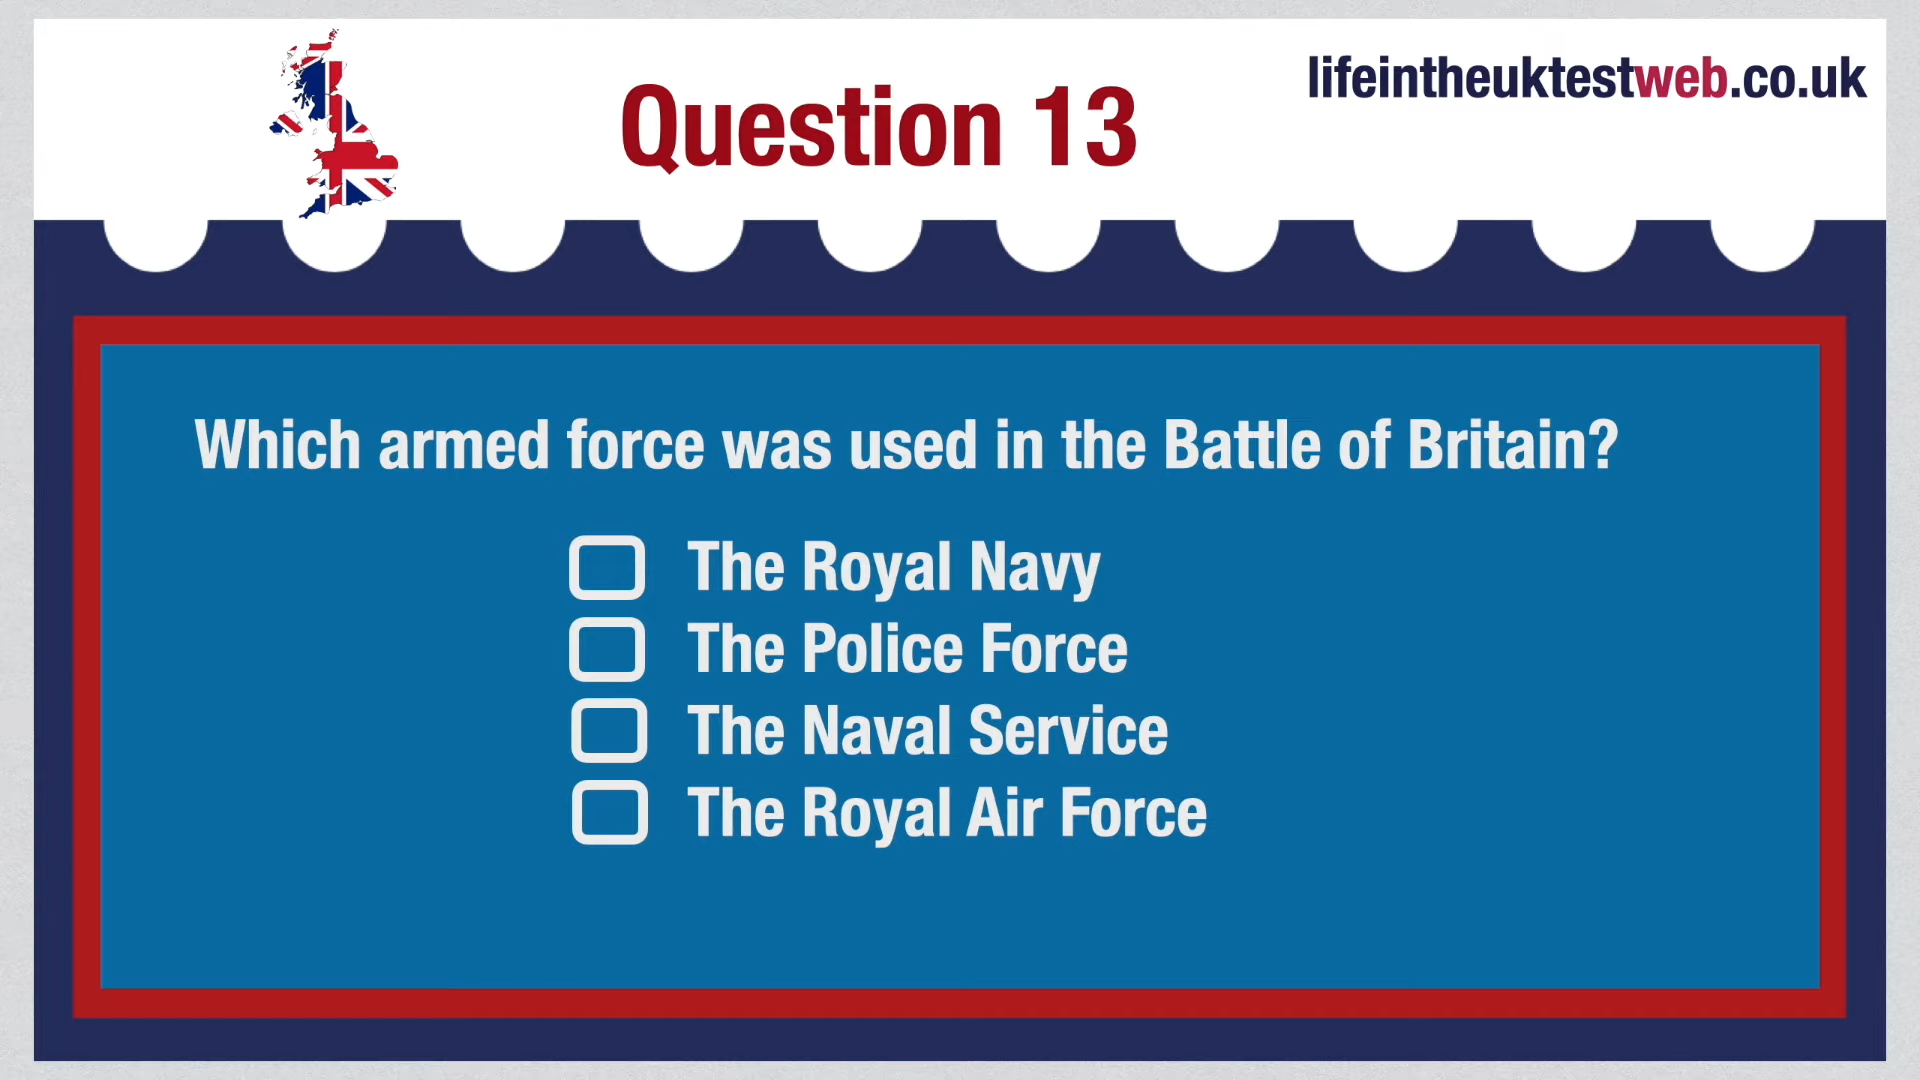 lifeintheuktestweb.co.uk
Question 13
Which armed force was used in the Battle of Britain?
The Royal Navy
The Police Force
The Naval Service
The Royal Air Force